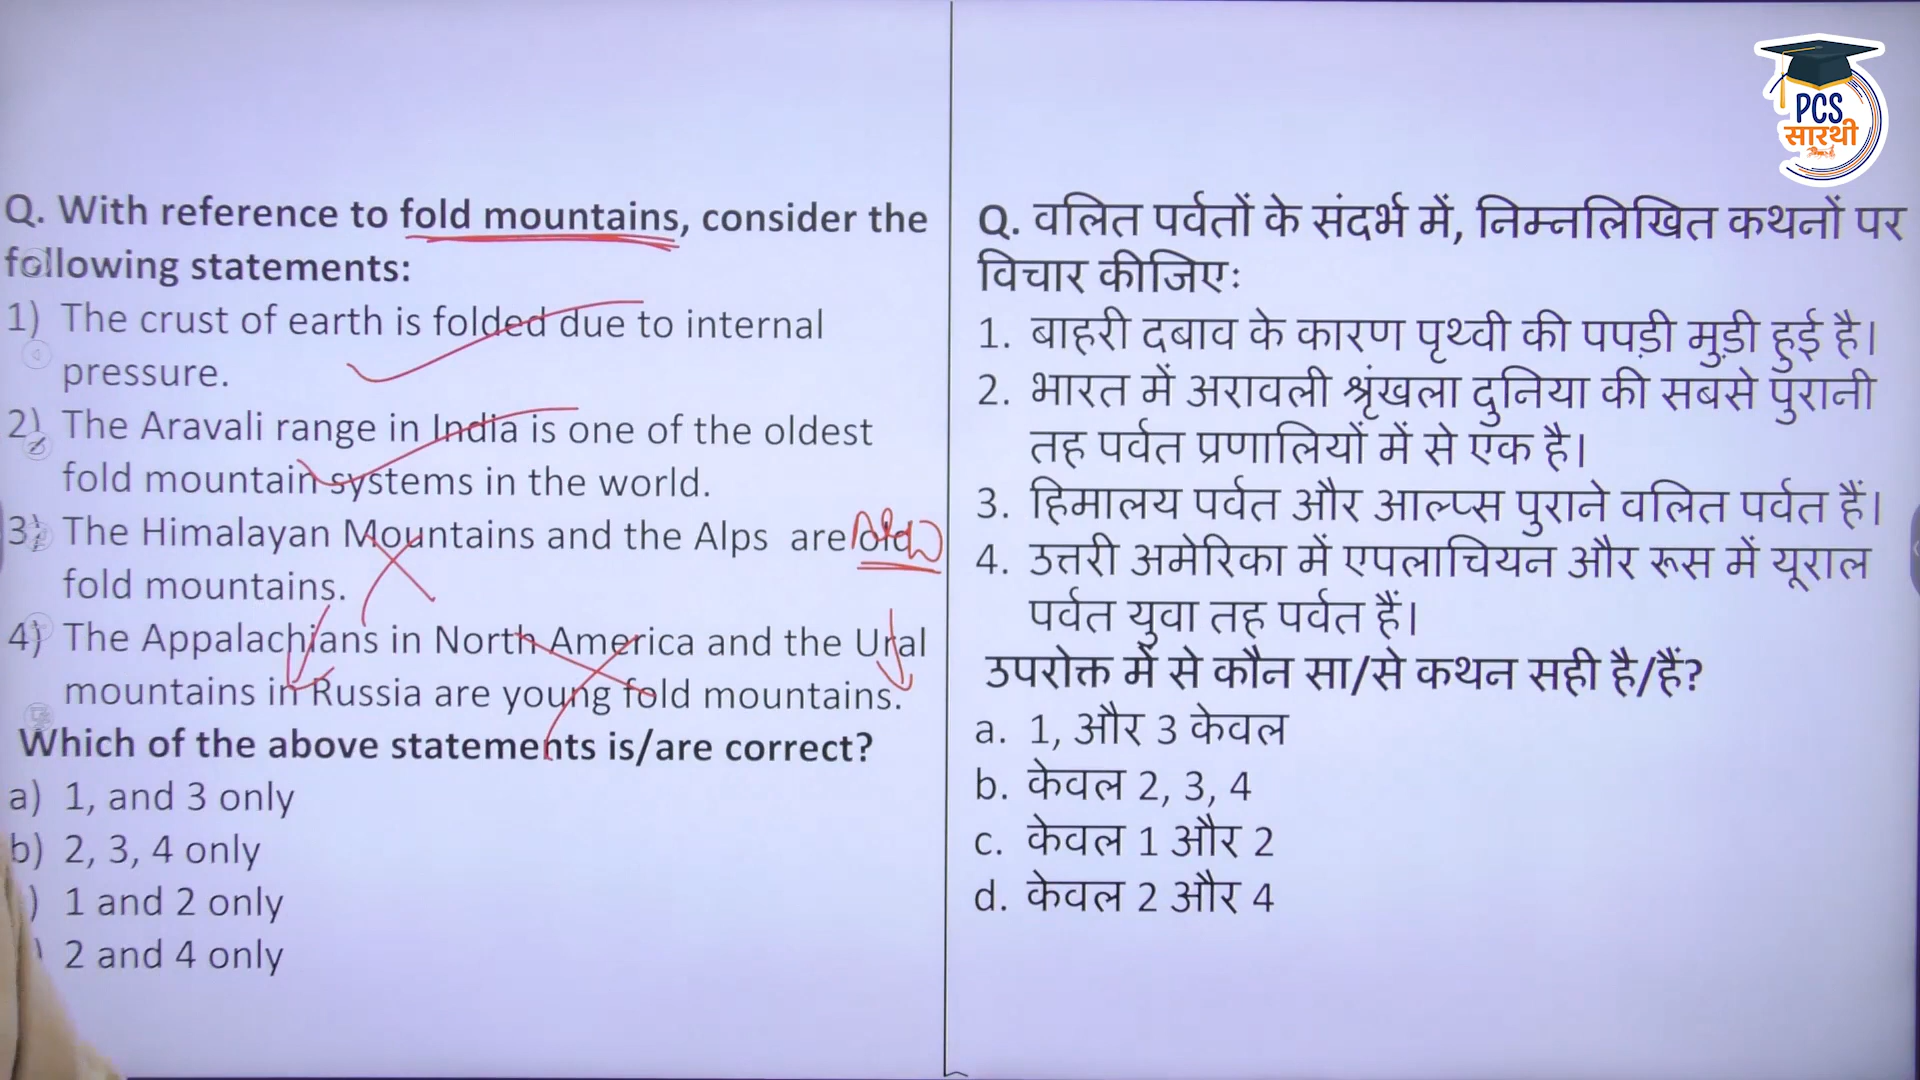 PCS
सारथी
Q. With reference to fold mountains, consider the
following statements:
1) The crust of earth is folded due to internal
pressure.
2) The Aravali range in India is one of the oldest
fold mountain systems in the world.
3) The Himalayan Mountains and the Alps are old
fold mountains.
4) The Appalachians in North America and the Ural
mountains in Russia are young fold mountains.
Which of the above statements is/are correct?
a) 1, and 3 only
b) 2, 3, 4 only
) 1 and 2 only
) 2 and 4 only
Q. वलित पर्वतों के संदर्भ में, निम्नलिखित कथनों पर
विचार कीजिएः
1. बाहरी दबाव के कारण पृथ्वी की पपड़ी मुड़ी हुई है।
2. भारत में अरावली श्रृंखला दुनिया की सबसे पुरानी
तह पर्वत प्रणालियों में से एक है।
3. हिमालय पर्वत और आल्प्स पुराने वलित पर्वत हैं।
4. उत्तरी अमेरिका में एपलाचियन और रूस में यूराल
पर्वत युवा तह पर्वत हैं।
उपरोक्त में से कौन सा/से कथन सही है/हैं?
a. 1, और 3 केवल
b. केवल 2, 3, 4
c. केवल 1 और 2
d. केवल 2 और 4